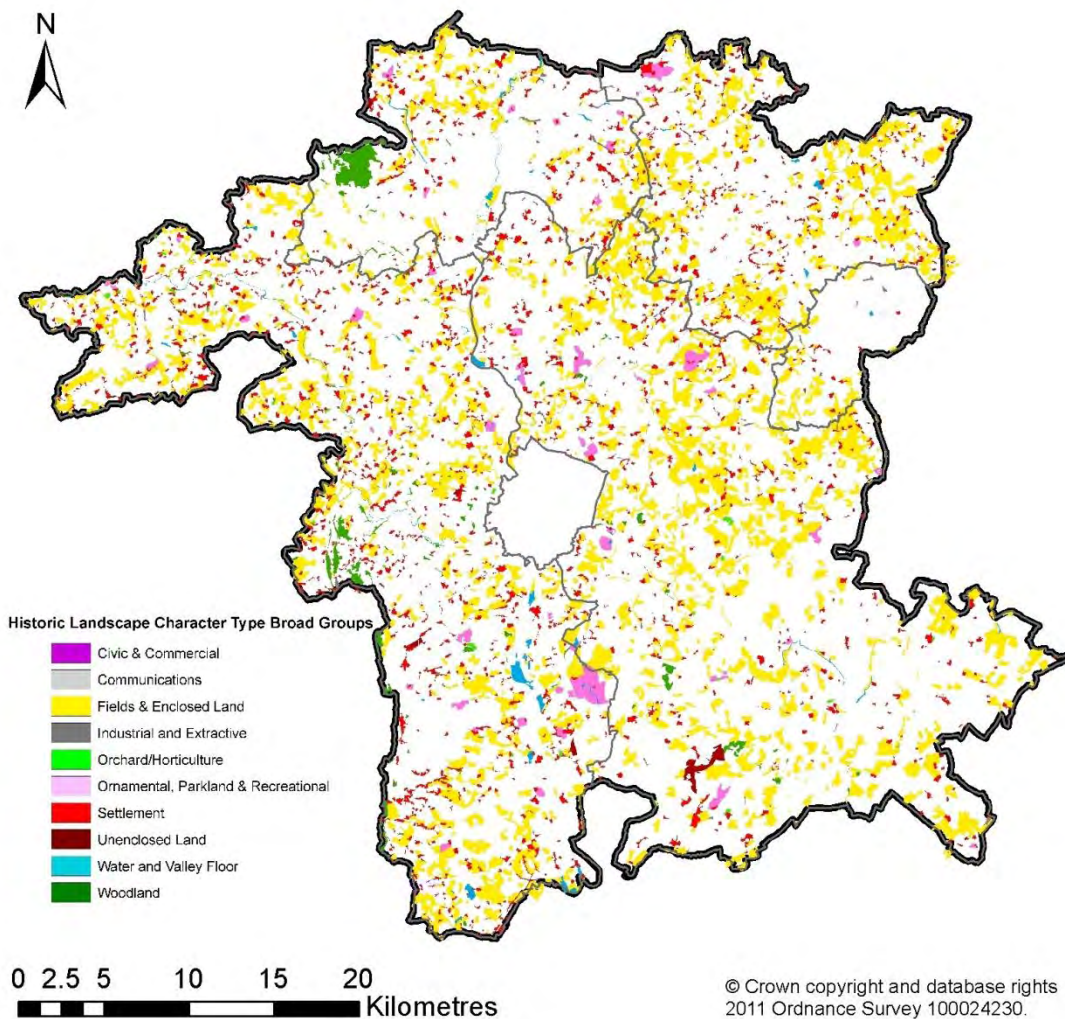 N
Historic Landscape Character Type Broad Groups
Civic & Commercial
Communications
Fields & Enclosed Land
Industrial and Extractive
Orchard/Horticulture
Ornamental, Parkland & Recreational
Settlement
Unenclosed Land
Water and Valley Floor
Woodland
0 2.5 5 10 15 20
Kilometres
© Crown copyright and database rights
2011 Ordnance Survey 100024230.